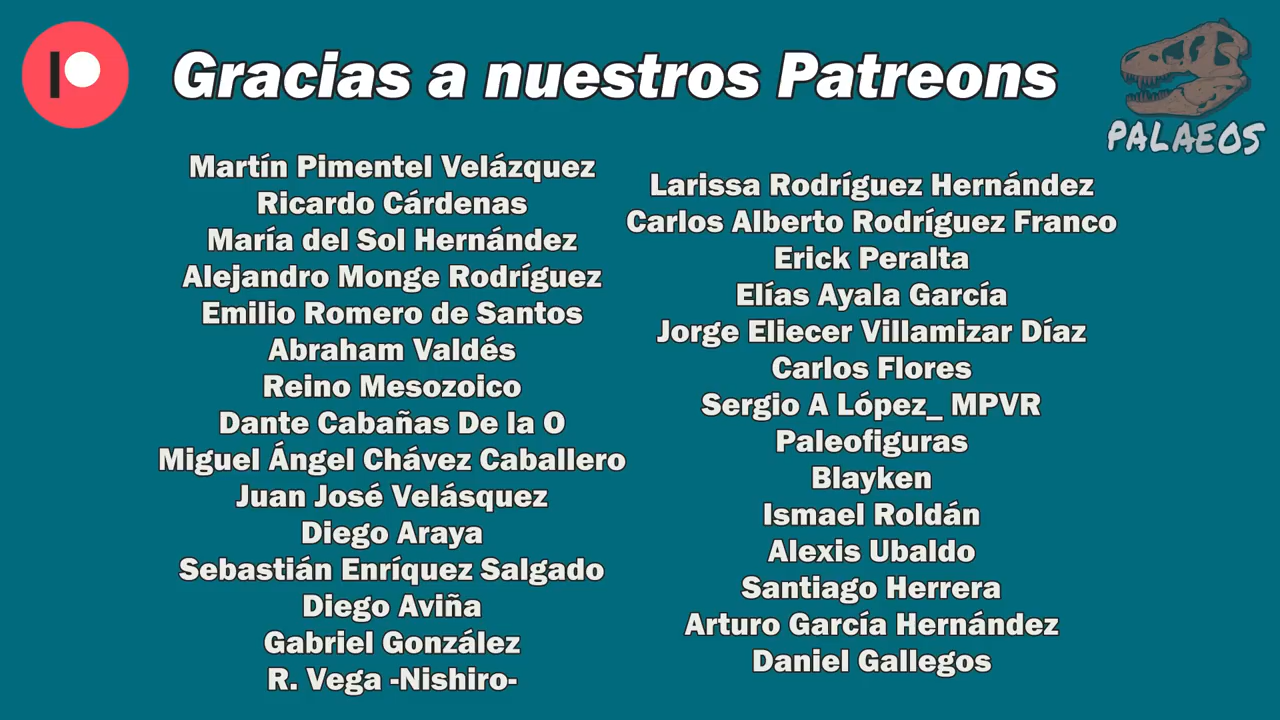 Gracias a nuestros Patreons
PALAEOS
Martín Pimentel Velázquez
Ricardo Cárdenas
María del Sol Hernández
Alejandro Monge Rodríguez
Emilio Romero de Santos
Abraham Valdés
Reino Mesozoico
Dante Cabañas De la O
Miguel Ángel Chávez Caballero
Juan José Velásquez
Diego Araya
Sebastián Enríquez Salgado
Diego Aviña
Gabriel González
R. Vega -Nishiro-
Larissa Rodríguez Hernández
Carlos Alberto Rodríguez Franco
Erick Peralta
Elías Ayala García
Jorge Eliecer Villamizar Díaz
Carlos Flores
Sergio A López_ MPVR
Paleofiguras
Blayken
Ismael Roldán
Alexis Ubaldo
Santiago Herrera
Arturo García Hernández
Daniel Gallegos